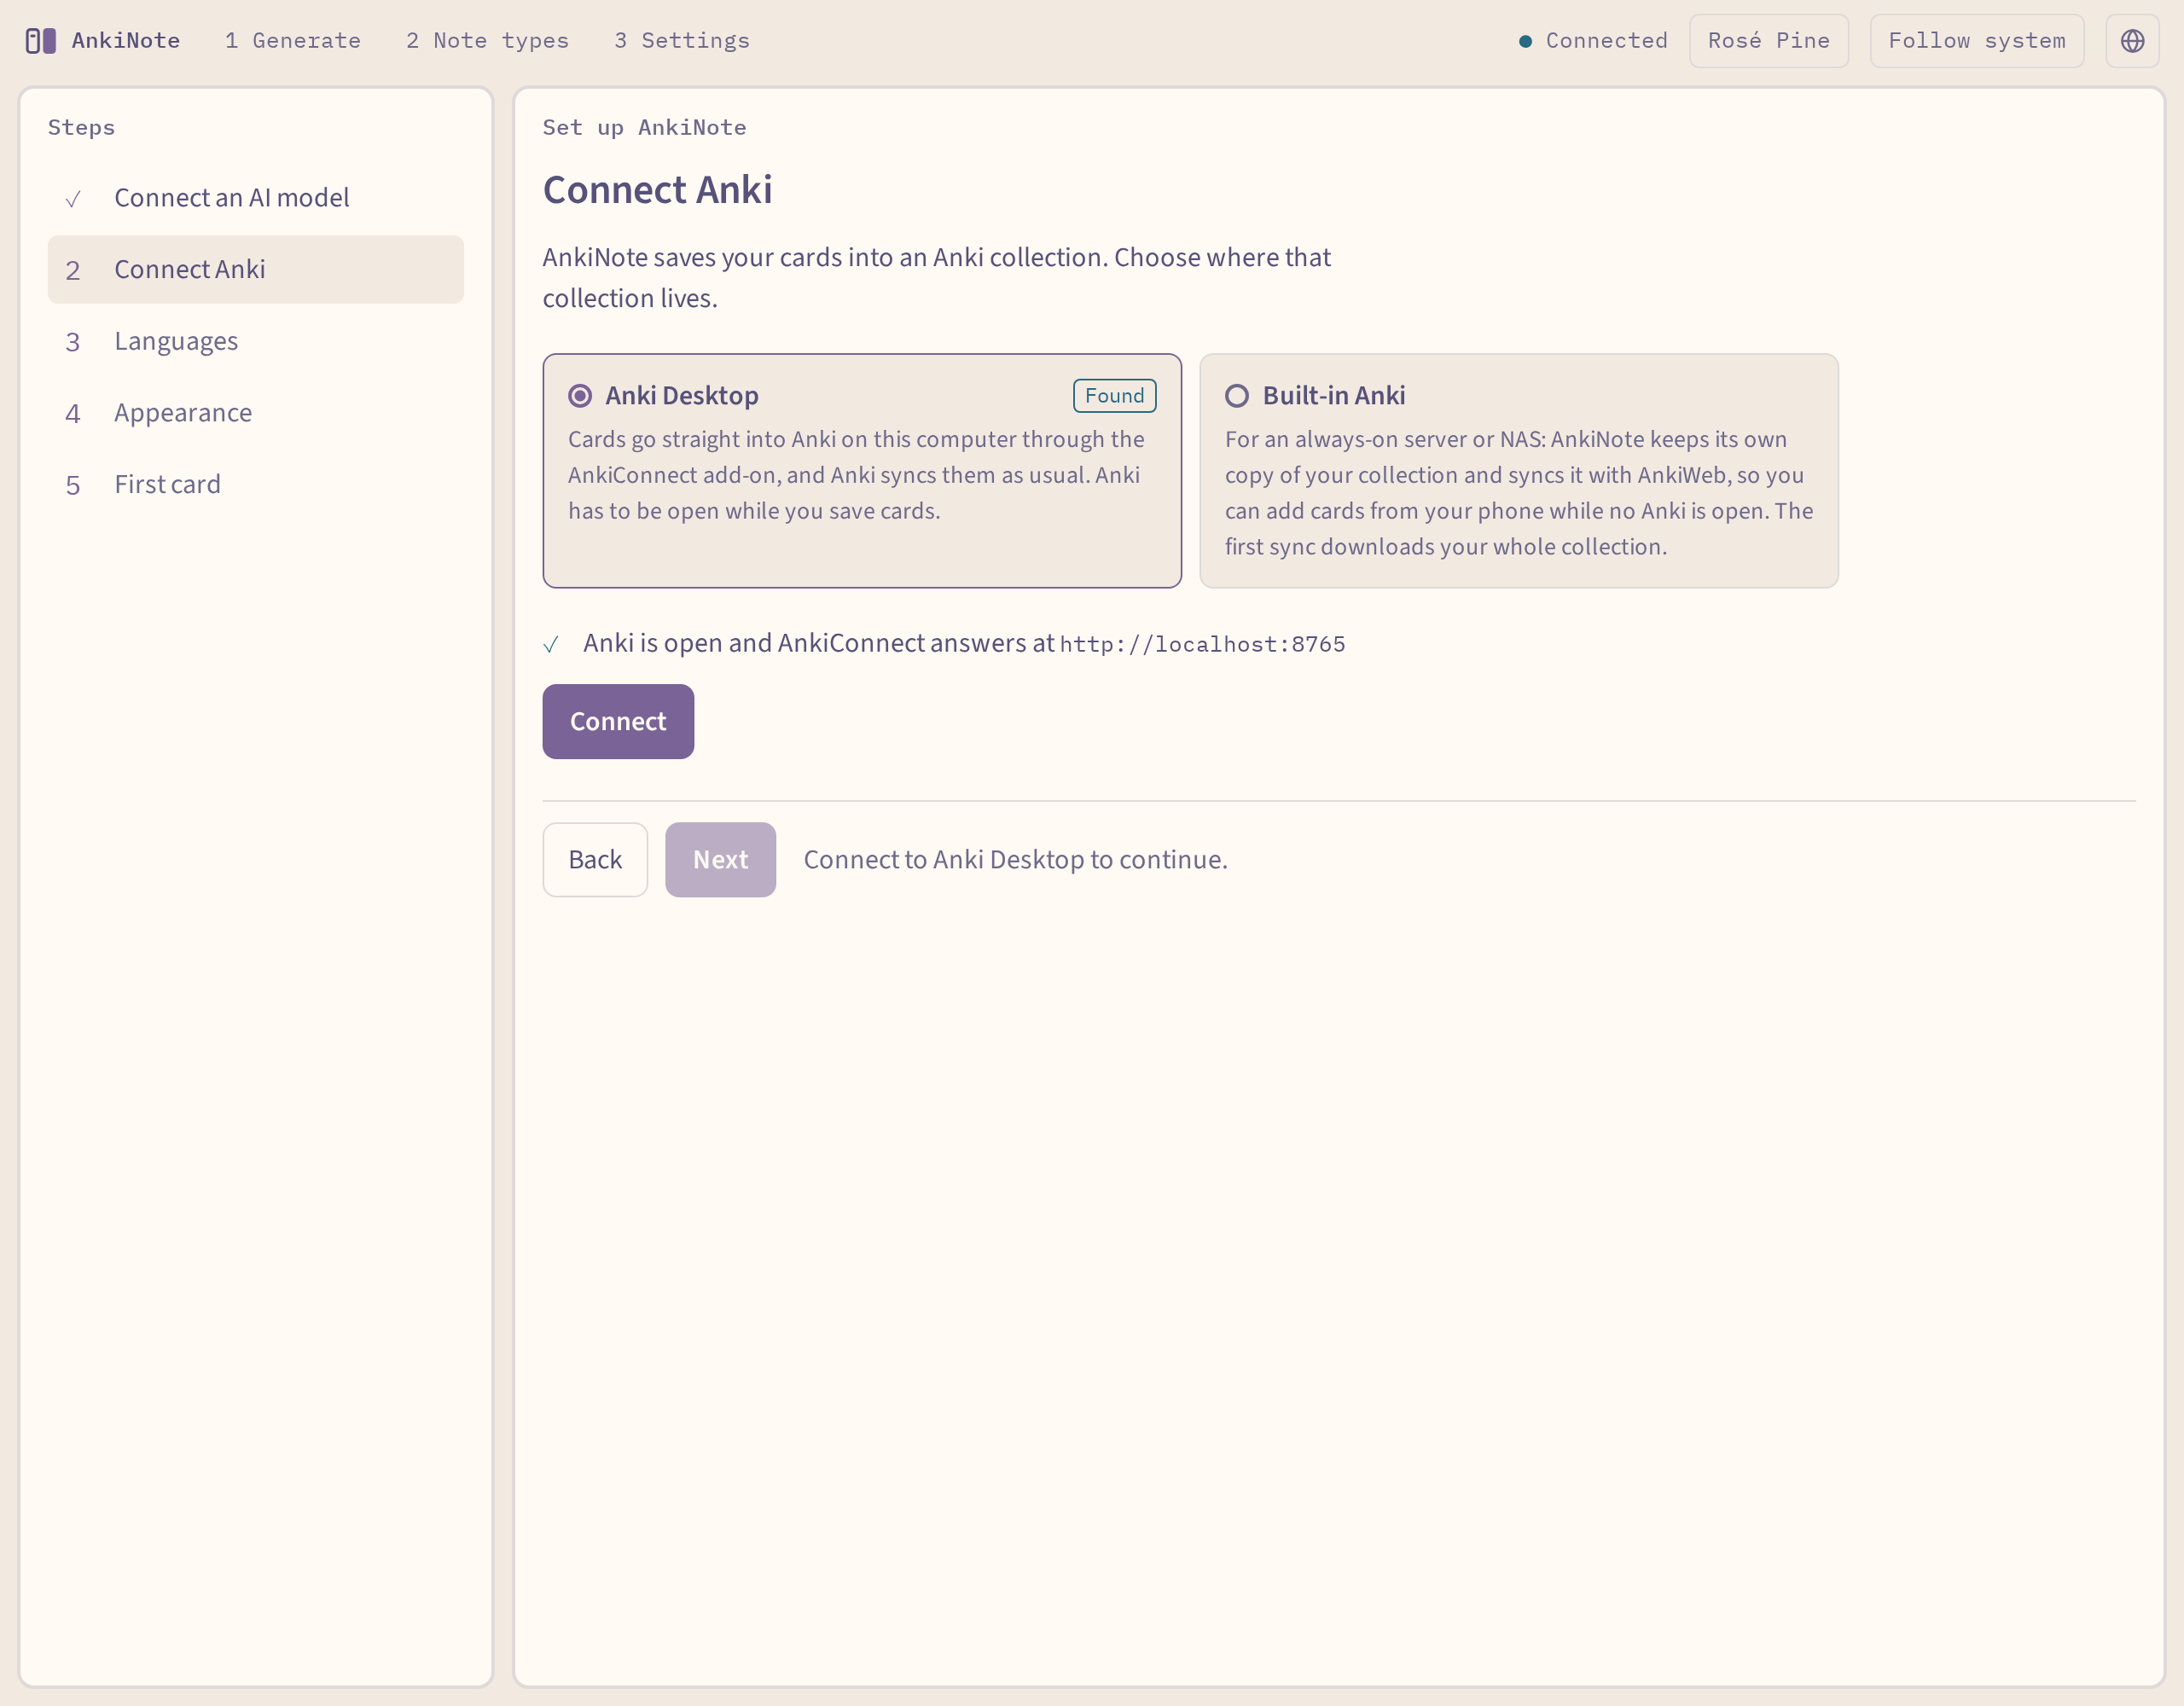 AnkiNote
1 Generate
2 Note types
3 Settings
Connected
Rosé Pine
Follow system
Steps
✓ Connect an AI model
2 Connect Anki
3 Languages
4 Appearance
5 First card
Set up AnkiNote
Connect Anki
AnkiNote saves your cards into an Anki collection. Choose where that
collection lives.
Anki Desktop
Found
Cards go straight into Anki on this computer through the
AnkiConnect add-on, and Anki syncs them as usual. Anki
has to be open while you save cards.
Built-in Anki
For an always-on server or NAS: AnkiNote keeps its own
copy of your collection and syncs it with AnkiWeb, so you
can add cards from your phone while no Anki is open. The
first sync downloads your whole collection.
✓ Anki is open and AnkiConnect answers at http://localhost:8765
Connect
Back
Next
Connect to Anki Desktop to continue.